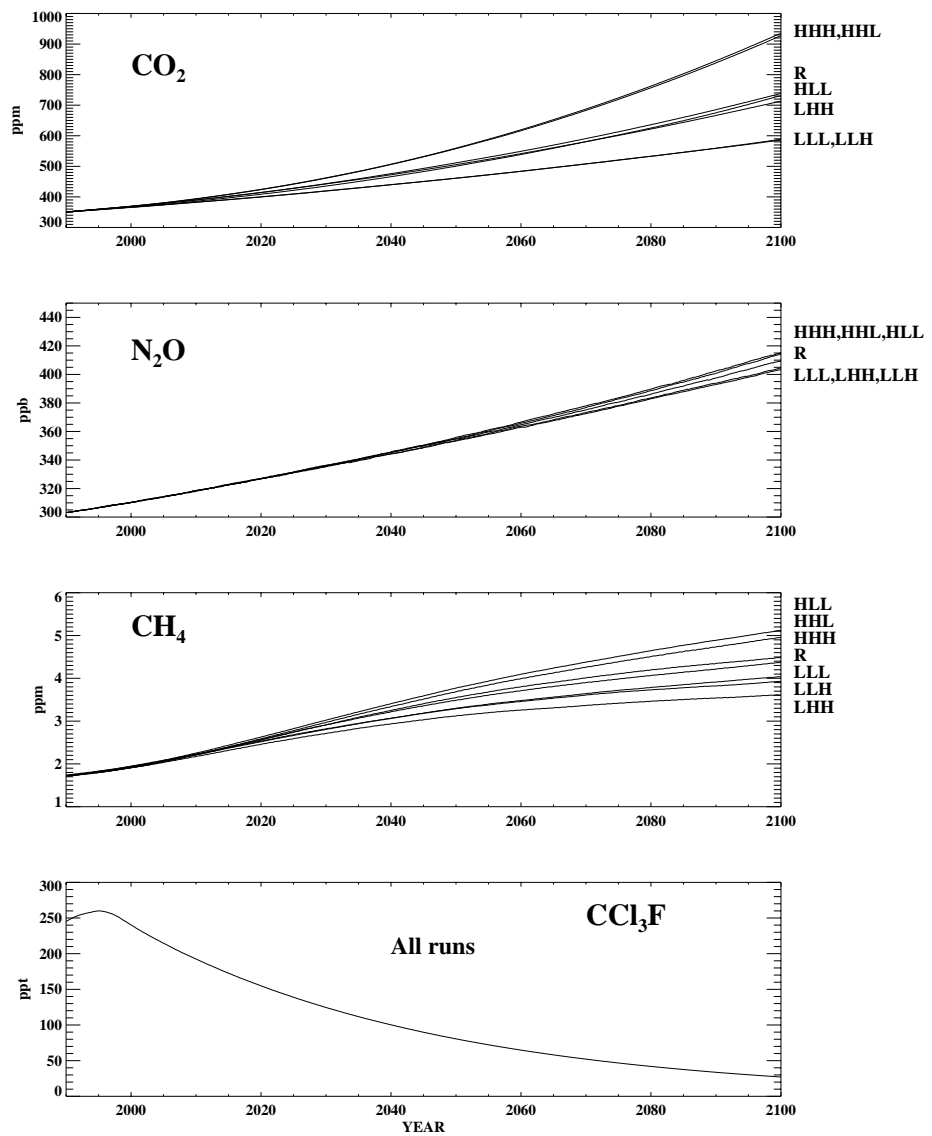 1000
900
800
700
600
500
400
300
ppm
CO₂
HHH,HHL
R
HLL
LHH
LLL,LLH
2000 2020 2040 2060 2080 2100
440
420
400
380
360
340
320
300
ppb
N₂O
HHH,HHL,HLL
R
LLL,LHH,LLH
2000 2020 2040 2060 2080 2100
6
5
4
3
2
1
ppm
CH₄
HLL
HHL
HHH
R
LLL
LLH
LHH
2000 2020 2040 2060 2080 2100
300
250
200
150
100
50
0
ppt
CCl₃F
All runs
2000 2020 2040 2060 2080 2100
YEAR